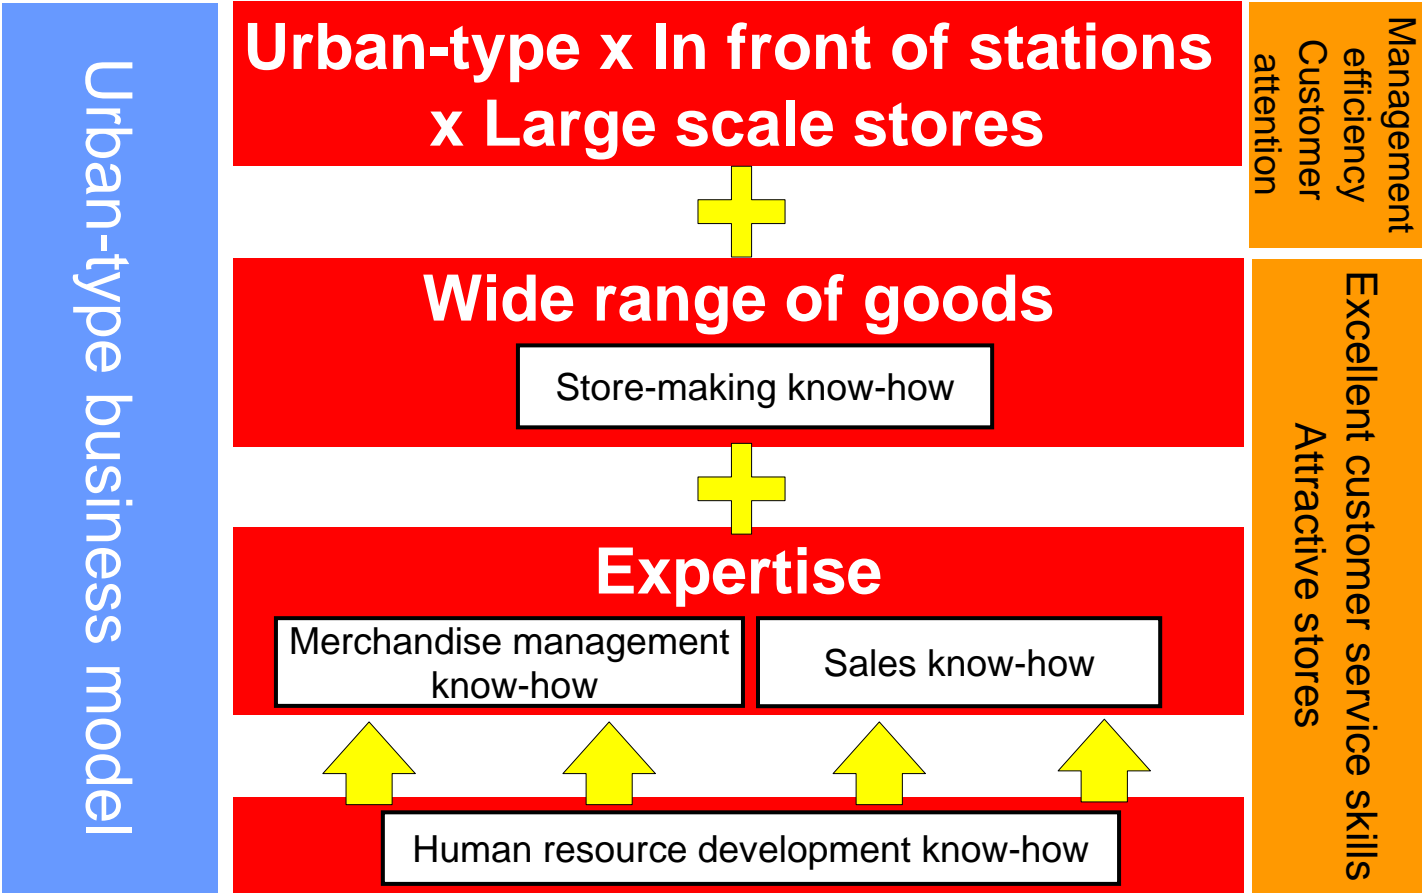 Urban-type business model
Urban-type x In front of stations
x Large scale stores
Management
efficiency
Customer
attention
Wide range of goods
Store-making know-how
Expertise
Merchandise management
know-how
Sales know-how
Human resource development know-how
Excellent customer service skills
Attractive stores